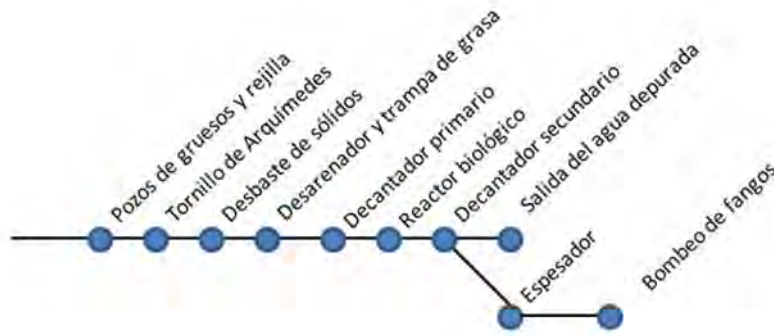 Pozos de gruesos y rejilla
Tornillo de Arquímedes
Desbaste de sólidos
Desarenador y trampa de grasa
Decantador primario
Reactor biológico
Decantador secundario
Salida del agua depurada
Espesador
Bombeo de fangos